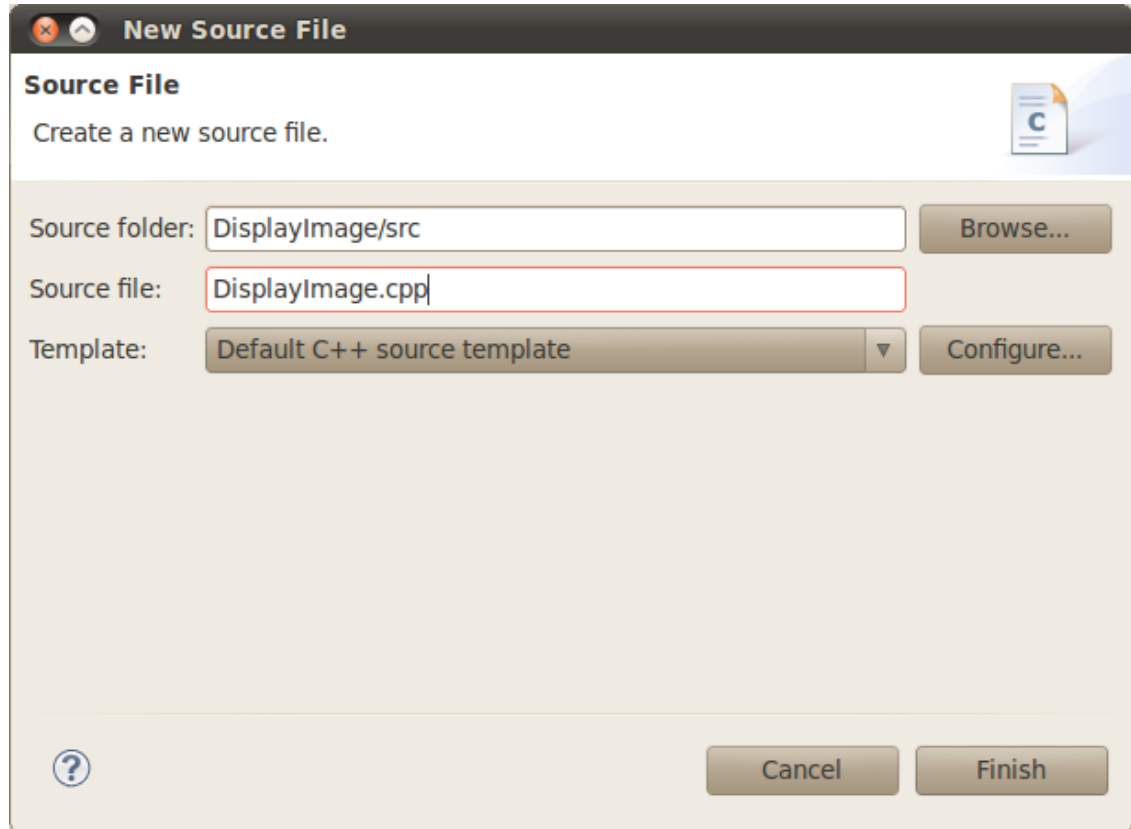 New Source File
Source File
Create a new source file.
C
Source folder: DisplayImage/src Browse...
Source file: DisplayImage.cpp
Template: Default C++ source template Configure...
?
Cancel Finish